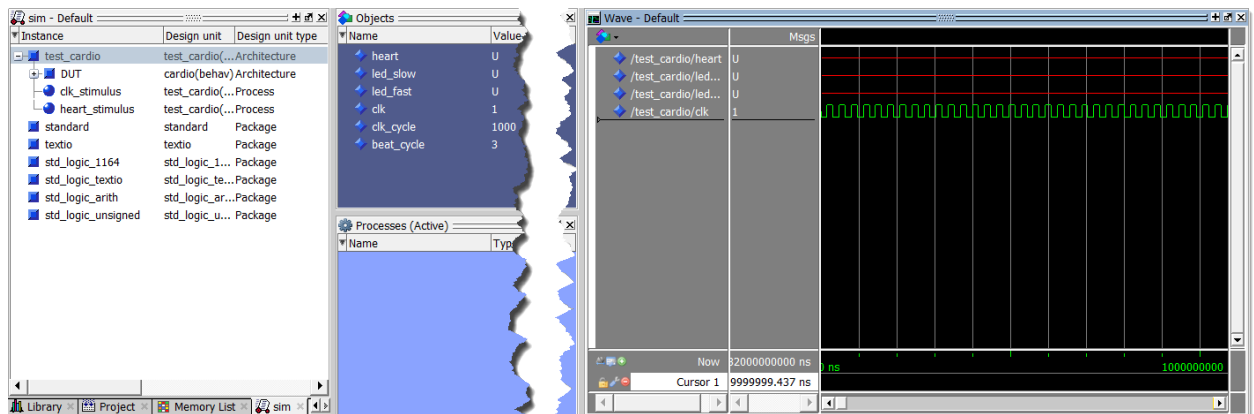 sim - Default
Instance Design unit Design unit type
test_cardio test_cardio(... Architecture
DUT cardio(behav) Architecture
clk_stimulus test_cardio(... Process
heart_stimulus test_cardio(... Process
standard standard Package
textio textio Package
std_logic_1164 std_logic_1... Package
std_logic_textio std_logic_te... Package
std_logic_arith std_logic_ar... Package
std_logic_unsigned std_logic_u... Package
Library Project Memory List sim
Objects
Name Value
heart U
led_slow U
led_fast U
clk 1
clk_cycle 1000
beat_cycle 3
Processes (Active)
Name Typ
Wave - Default
Msgs
/test_cardio/heart U
/test_cardio/led... U
/test_cardio/led... U
/test_cardio/clk 1
Now 32000000000 ns ns 1000000000
Cursor 1 9999999.437 ns